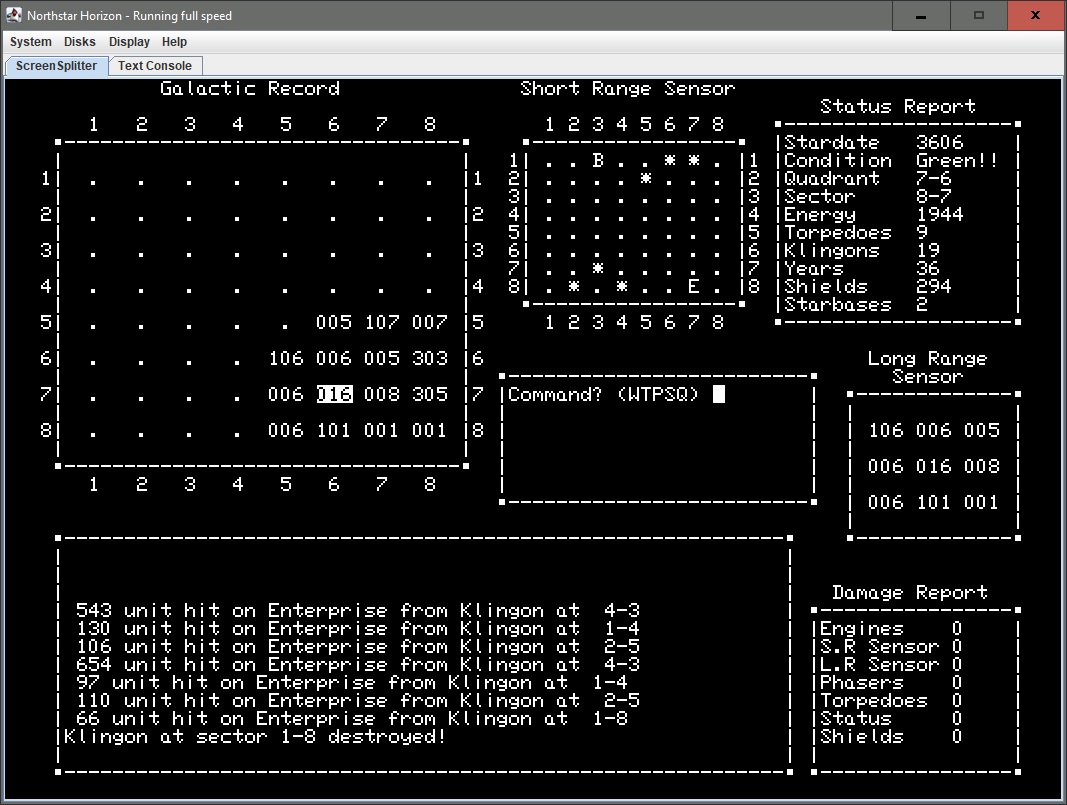 Northstar Horizon - Running full speed
System Disks Display Help
ScreenSplitter Text Console
Galactic Record
1 2 3 4 5 6 7 8
1 . . . . . . . . 1
2 . . . . . . . . 2
3 . . . . . . . . 3
4 . . . . . . . . 4
5 . . . . . 005 107 007 5
6 . . . . 106 006 005 303 6
7 . . . . 006 016 008 305 7
8 . . . . 006 101 001 001 8
1 2 3 4 5 6 7 8
Short Range Sensor
1 2 3 4 5 6 7 8
1 . . B . . * * . 1
2 . . . . * . . . 2
3 . . . . . . . . 3
4 . . . . . . . . 4
5 . . . . . . . . 5
6 . . . . . . . . 6
7 . . * . . . . . 7
8 . * . * . . E . 8
1 2 3 4 5 6 7 8
Status Report
Stardate 3606
Condition Green!!
Quadrant 7-6
Sector 8-7
Energy 1944
Torpedoes 9
Klingons 19
Years 36
Shields 294
Starbases 2
Command? (WTPSQ)
Long Range
Sensor
106 006 005
006 016 008
006 101 001
543 unit hit on Enterprise from Klingon at 4-3
130 unit hit on Enterprise from Klingon at 1-4
106 unit hit on Enterprise from Klingon at 2-5
654 unit hit on Enterprise from Klingon at 4-3
97 unit hit on Enterprise from Klingon at 1-4
110 unit hit on Enterprise from Klingon at 2-5
66 unit hit on Enterprise from Klingon at 1-8
Klingon at sector 1-8 destroyed!
Damage Report
Engines 0
S.R Sensor 0
L.R Sensor 0
Phasers 0
Torpedoes 0
Status 0
Shields 0